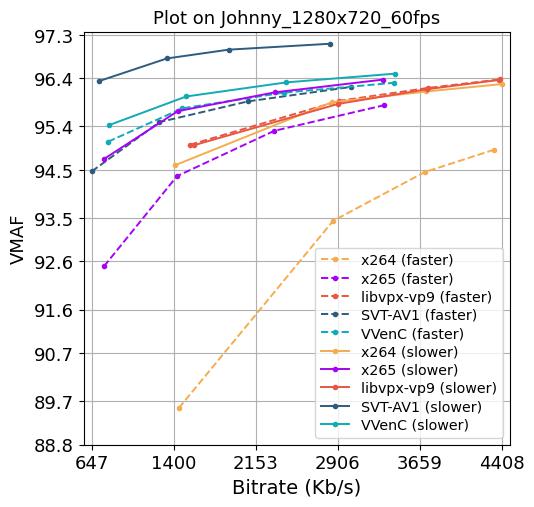 Plot on Johnny_1280x720_60fps
97.3
96.4
95.4
94.5
93.5
92.6
91.6
90.7
89.7
88.8
VMAF
x264 (faster)
x265 (faster)
libvpx-vp9 (faster)
SVT-AV1 (faster)
VVenC (faster)
x264 (slower)
x265 (slower)
libvpx-vp9 (slower)
SVT-AV1 (slower)
VVenC (slower)
647 1400 2153 2906 3659 4408
Bitrate (Kb/s)